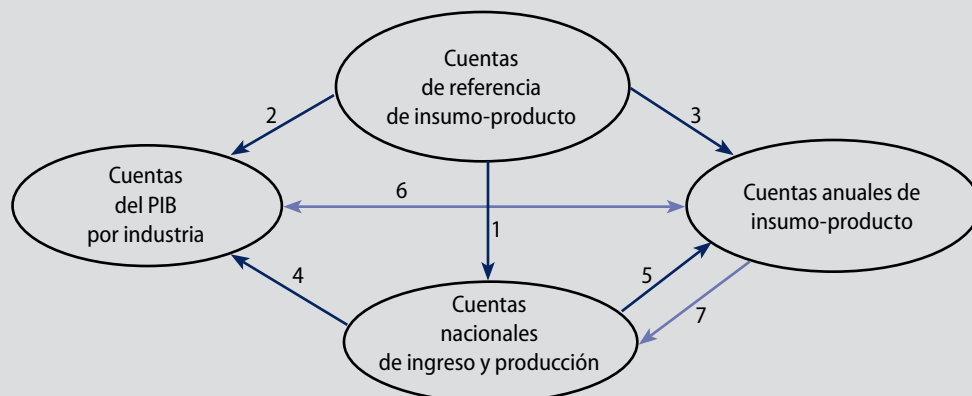 Cuentas
de referencia
de insumo-producto
2
3
Cuentas
del PIB
por industria
6
Cuentas anuales de
insumo-producto
1
4
5
7
Cuentas
nacionales
de ingreso y producción